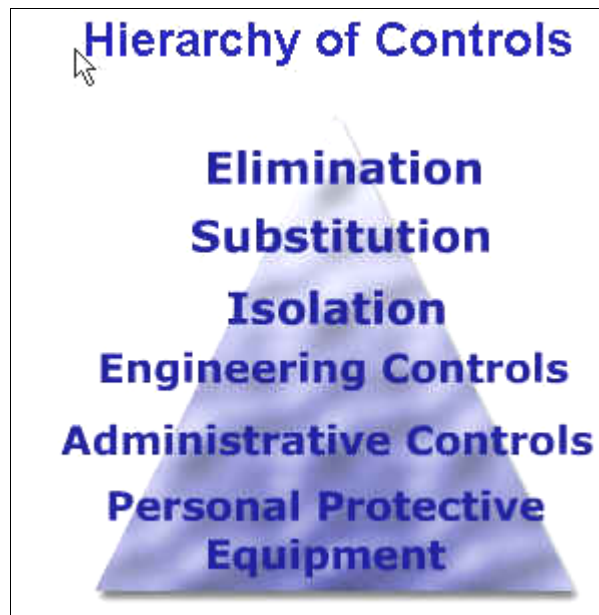 Hierarchy of Controls
Elimination
Substitution
Isolation
Engineering Controls
Administrative Controls
Personal Protective
Equipment